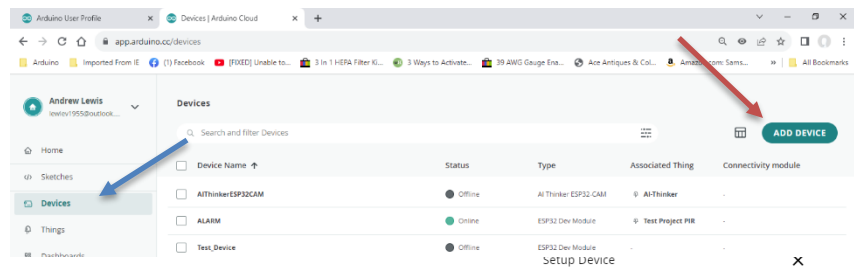 Arduino User Profile × Devices | Arduino Cloud × +
app.arduino.cc/devices
Arduino Imported From IE (1) Facebook [FIXED] Unable to... 3 In 1 HEPA Filter Ki... 3 Ways to Activate... 39 AWG Gauge Ena... Ace Antiques & Col... Amazon.com: Sams... » All Bookmarks
Andrew Lewis
Devices
Search and filter Devices
ADD DEVICE
Home
Device Name ↑ Status Type Associated Thing Connectivity module
Sketches
AIThinkerESP32CAM Offline AI Thinker ESP32-CAM AI-Thinker -
Devices
ALARM Online ESP32 Dev Module Test Project PIR -
Things
Test_Device Offline ESP32 Dev Module - -
Dashboards
Setup Device ×